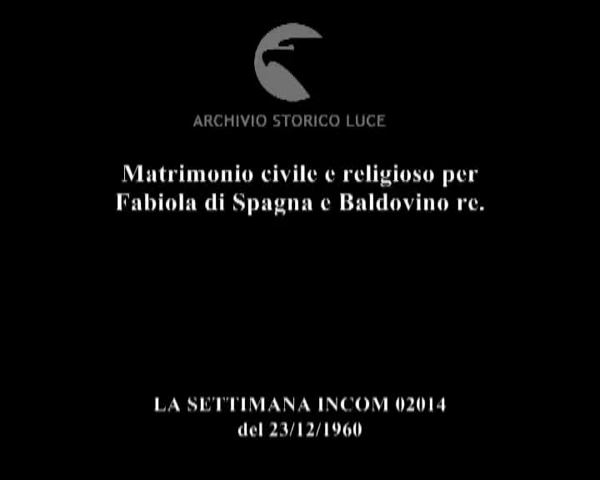 ARCHIVIO STORICO LUCE
Matrimonio civile e religioso per
Fabiola di Spagna e Baldovino re.
LA SETTIMANA INCOM 02014
del 23/12/1960